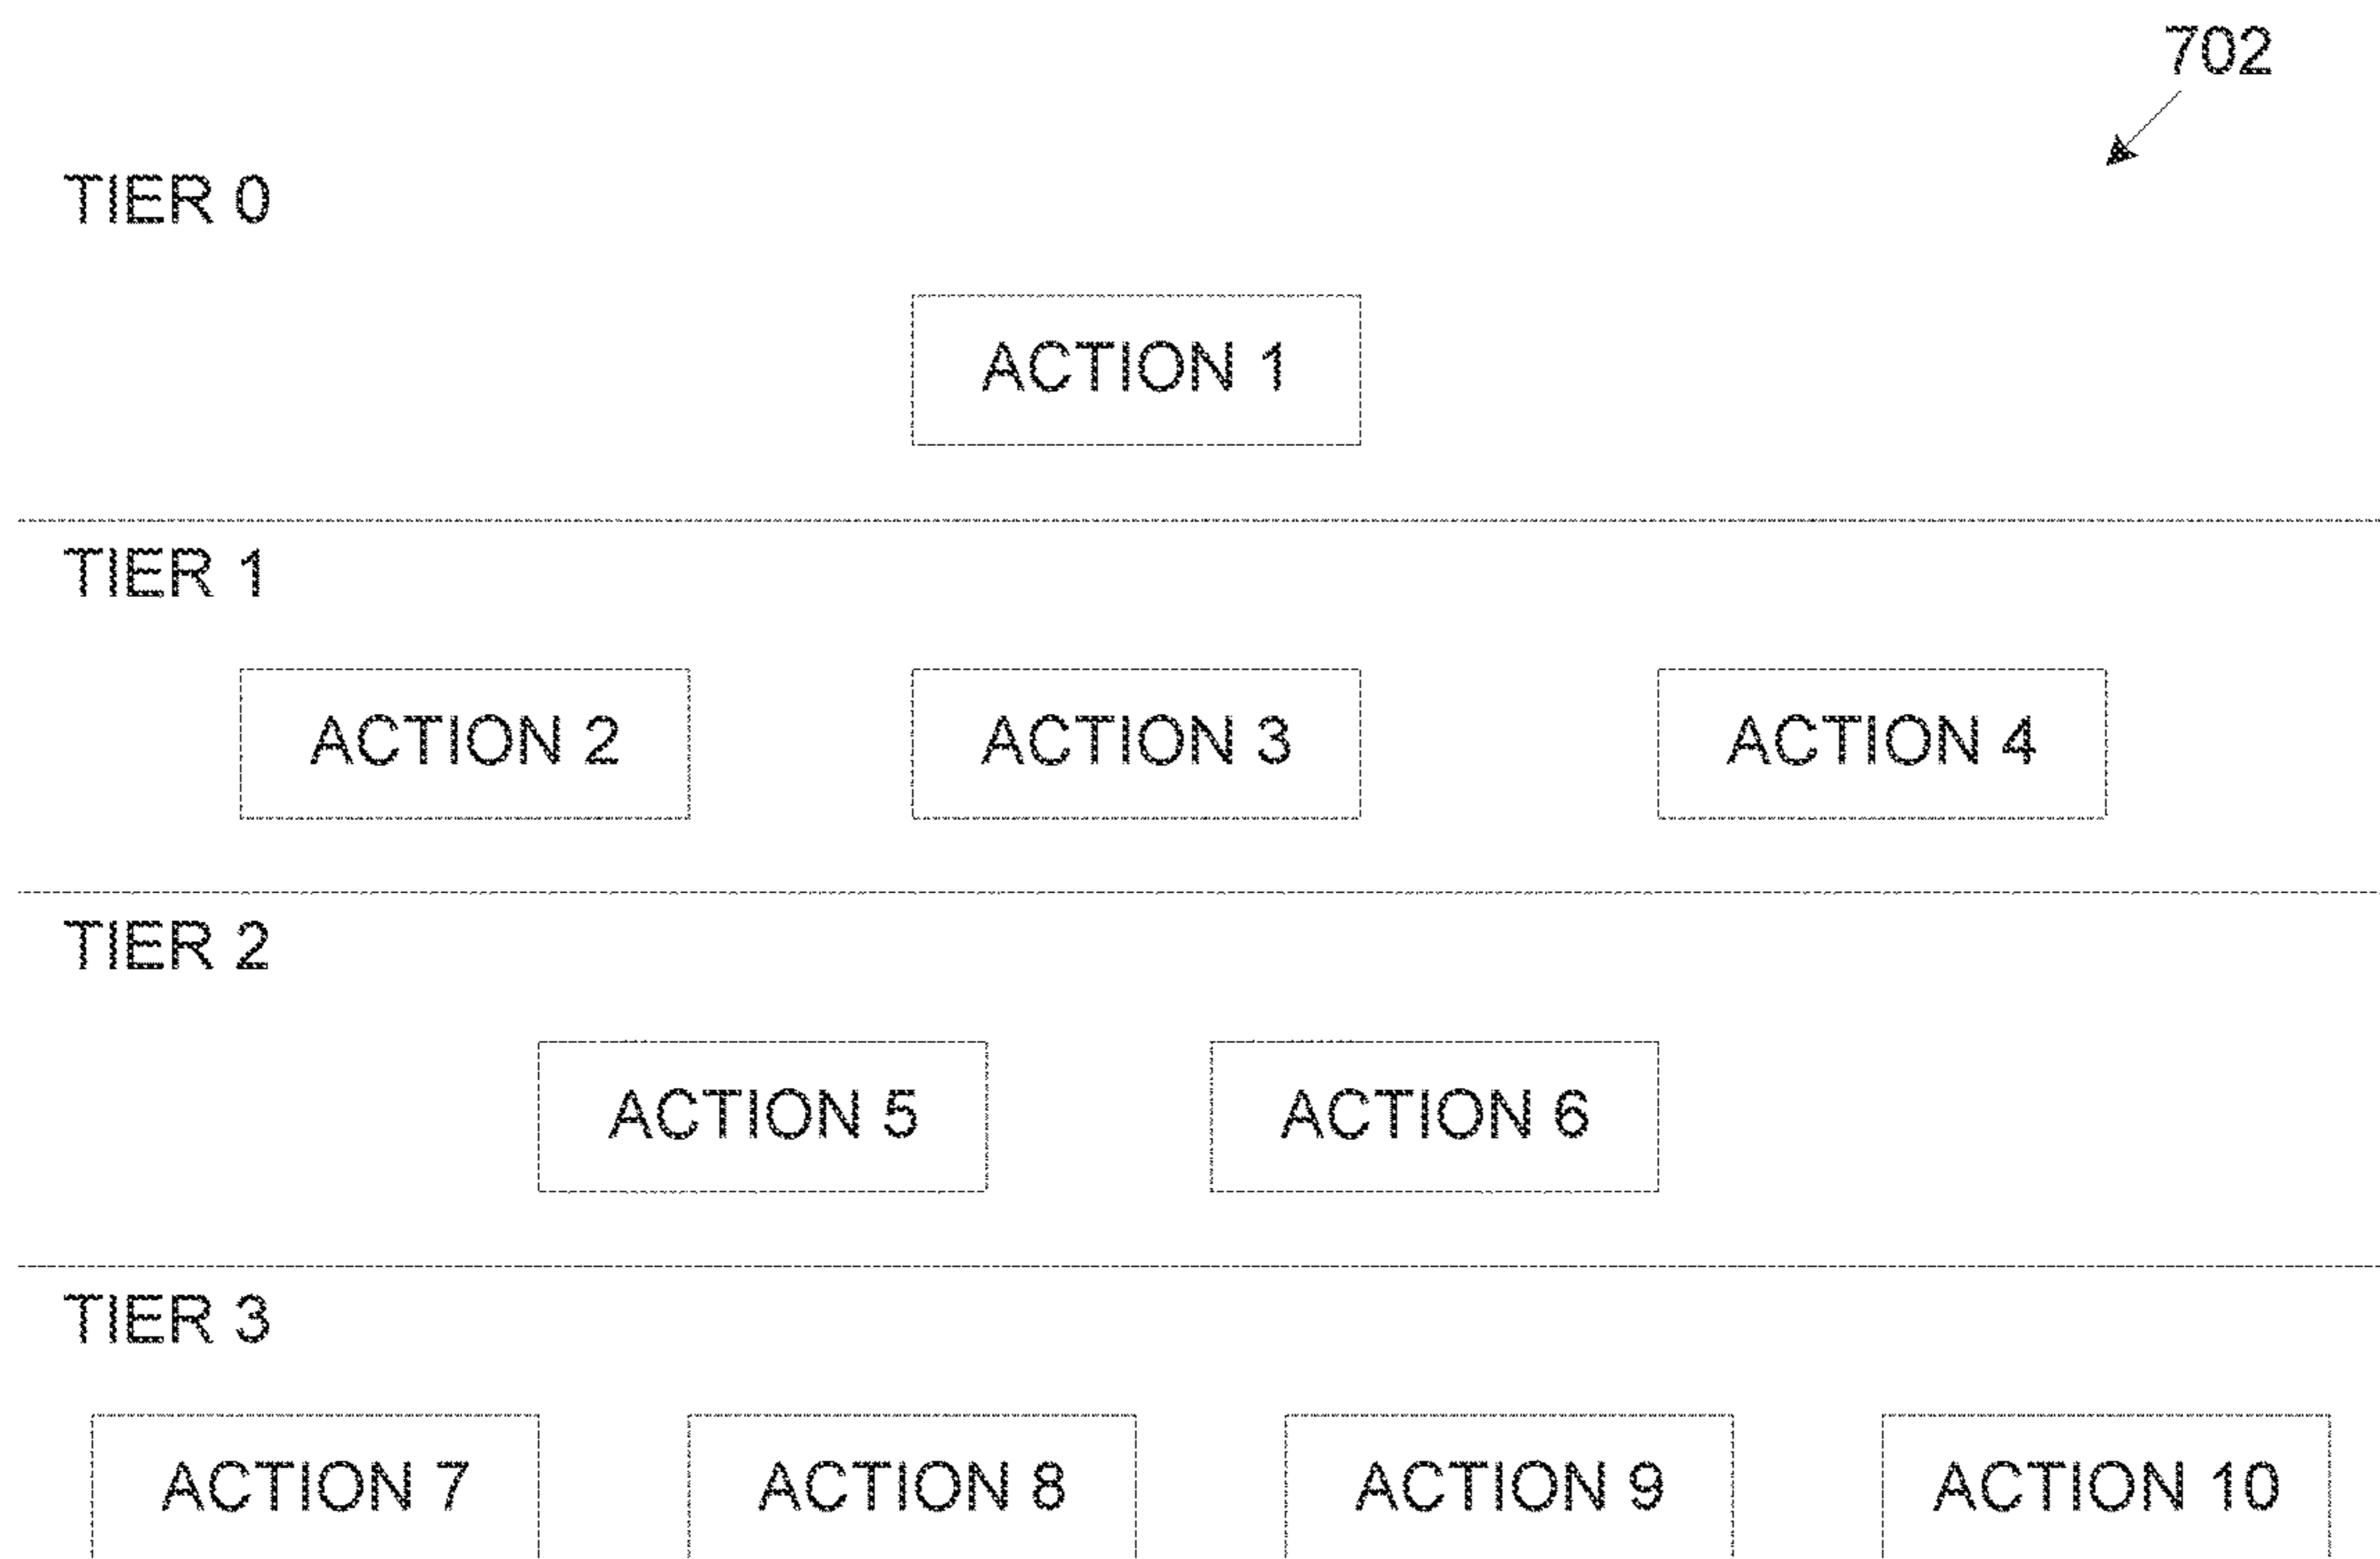 702
TIER 0
ACTION 1
TIER 1
ACTION 2 ACTION 3 ACTION 4
TIER 2
ACTION 5 ACTION 6
TIER 3
ACTION 7 ACTION 8 ACTION 9 ACTION 10